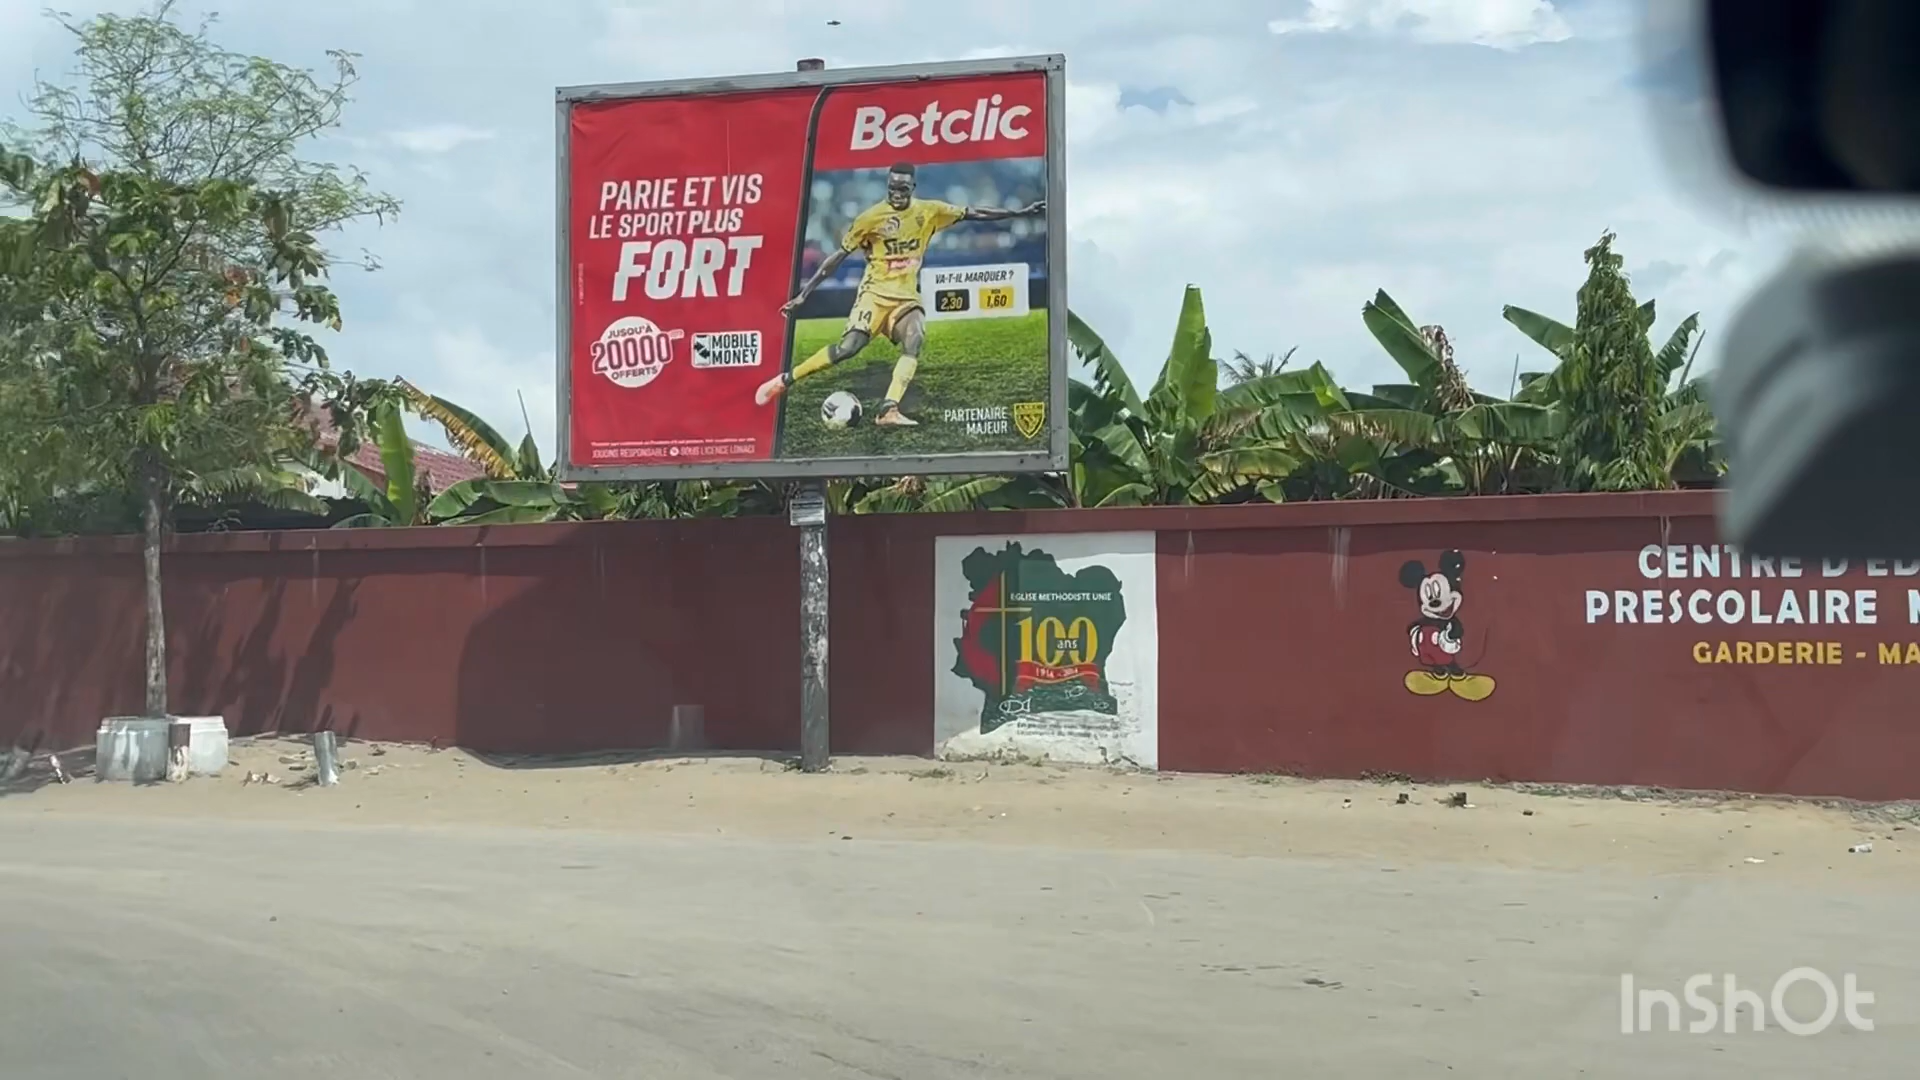 Betclic
PARIE ET VIS
LE SPORT PLUS
FORT
VA-T-IL MARQUER ?
2,30
1,60
14
JUSQU'À
20000
OFFERTS
MOBILE
MONEY
PARTENAIRE
MAJEUR
JOUONS RESPONSABLE
SOUS LICENCE LONACI
EGLISE METHODISTE UNIE
100
ans
1914 - 2014
CENTRE D'ED
PRESCOLAIRE
GARDERIE - MA
InShOt